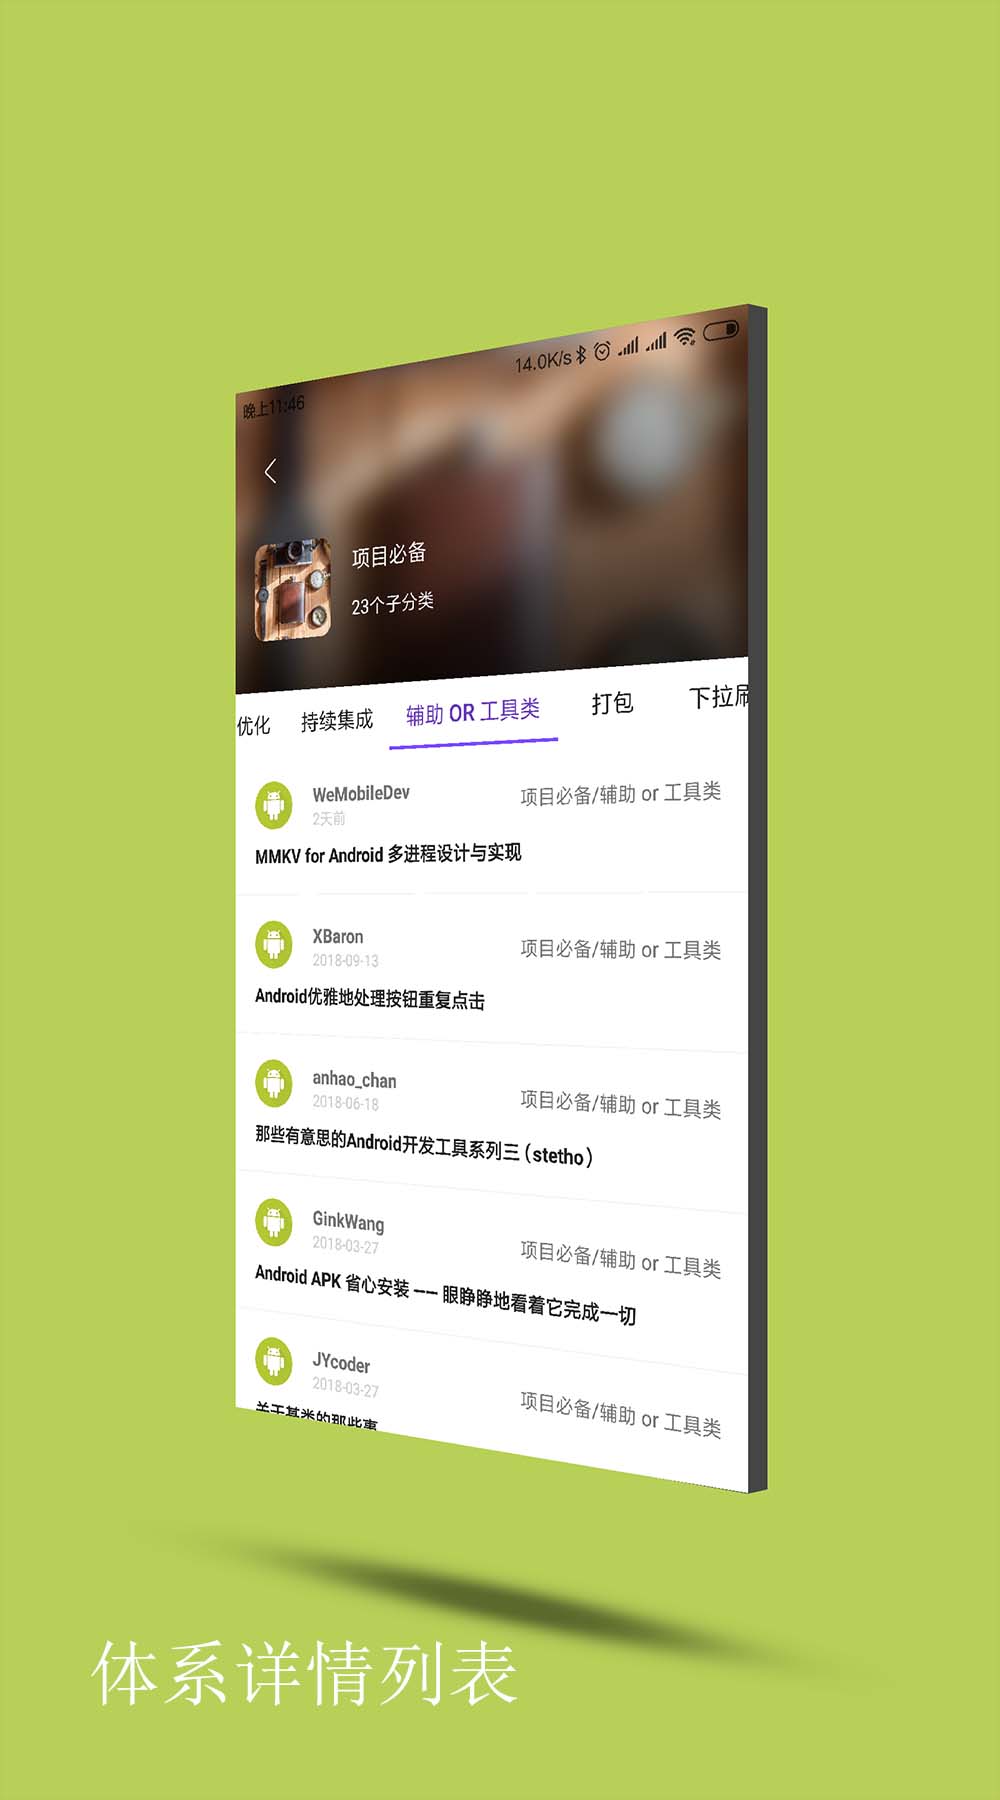 14.0K/s
晚上11:46
项目必备
23个子分类
优化 持续集成 辅助 OR 工具类 打包 下拉刷
WeMobileDev 项目必备/辅助 or 工具类
2天前
MMKV for Android 多进程设计与实现
XBaron 项目必备/辅助 or 工具类
2018-09-13
Android优雅地处理按钮重复点击
anhao_chan 项目必备/辅助 or 工具类
2018-06-18
那些有意思的Android开发工具系列三（stetho）
GinkWang 项目必备/辅助 or 工具类
2018-03-27
Android APK 省心安装 —— 眼睁睁地看着它完成一切
JYcoder 项目必备/辅助 or 工具类
2018-03-27
关于基类的那些事
体系详情列表